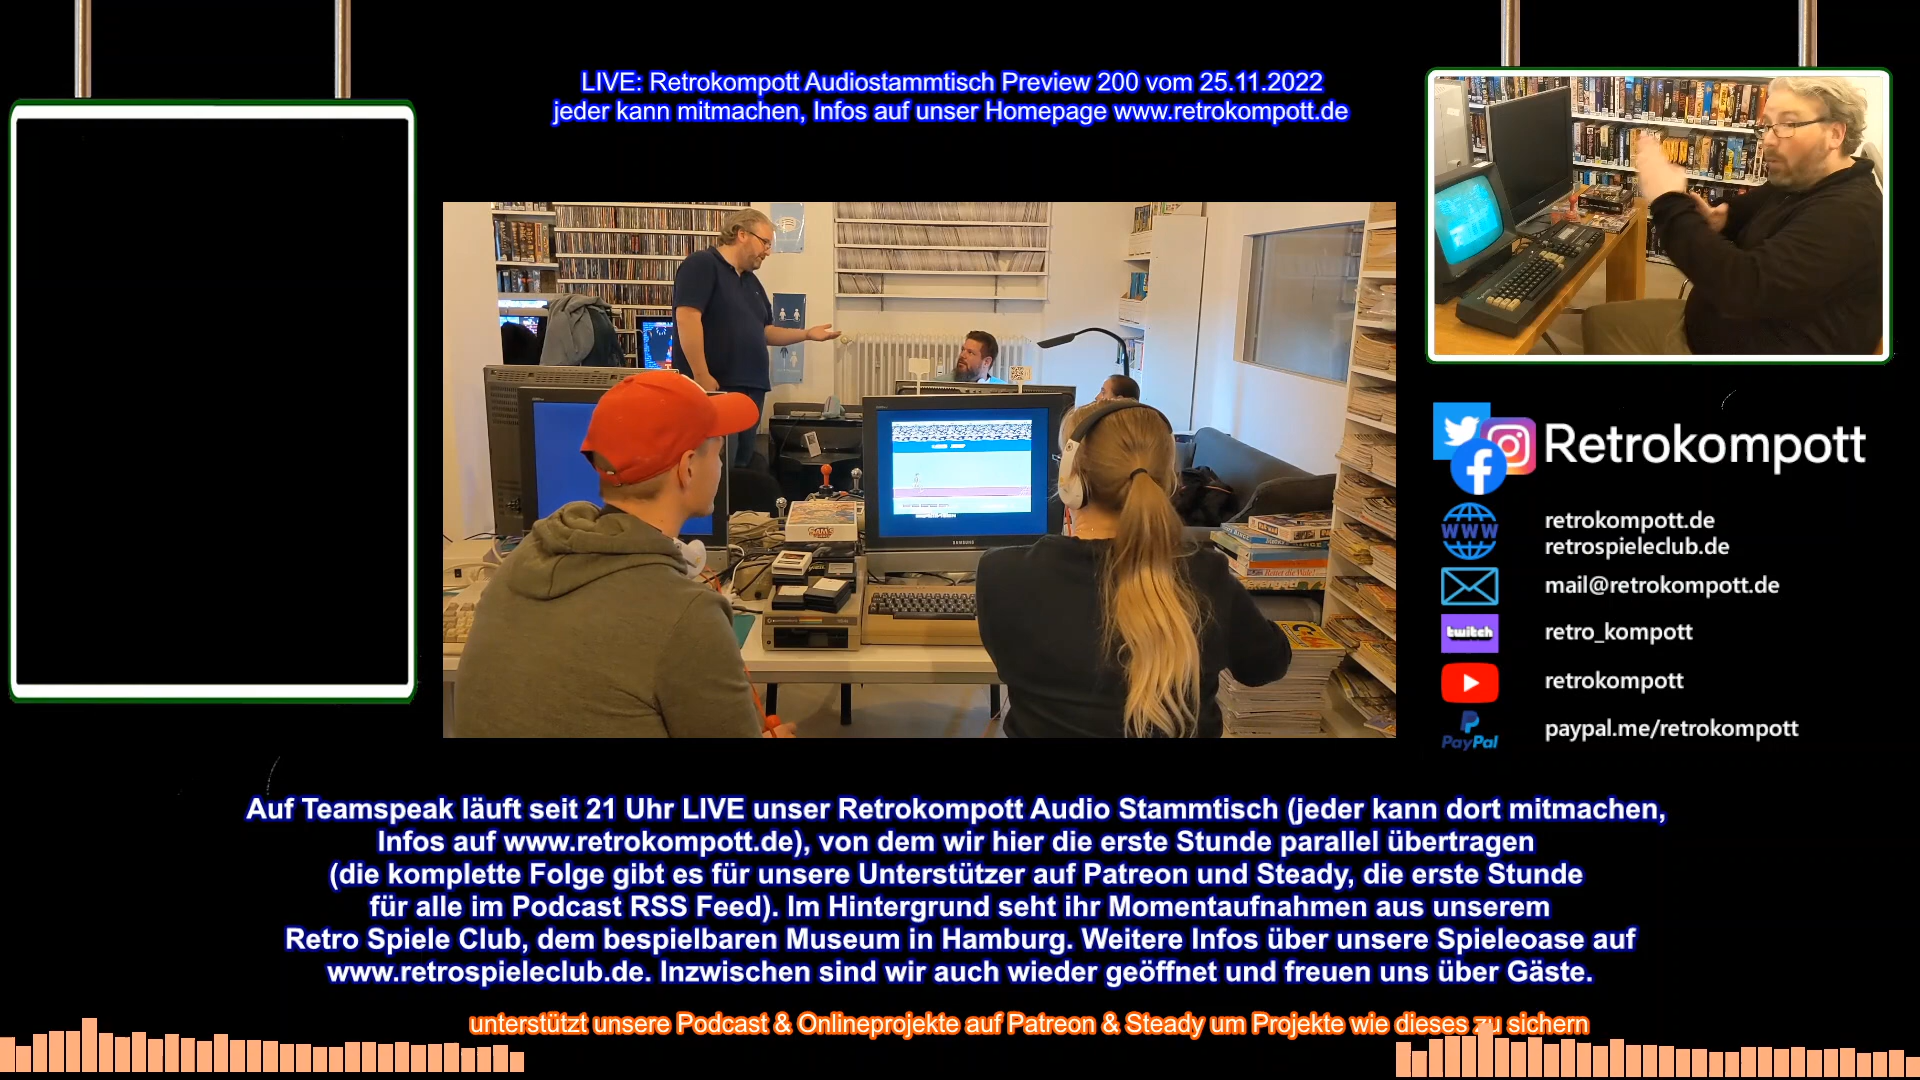 LIVE: Retrokompott Audiostammtisch Preview 200 vom 25.11.2022
jeder kann mitmachen, Infos auf unser Homepage www.retrokompott.de
SAMSUNG
Retrokompott
WWW
retrokompott.de
retrospieleclub.de
mail@retrokompott.de
twitch
retro_kompott
retrokompott
PayPal
paypal.me/retrokompott
Auf Teamspeak läuft seit 21 Uhr LIVE unser Retrokompott Audio Stammtisch (jeder kann dort mitmachen,
Infos auf www.retrokompott.de), von dem wir hier die erste Stunde parallel übertragen
(die komplette Folge gibt es für unsere Unterstützer auf Patreon und Steady, die erste Stunde
für alle im Podcast RSS Feed). Im Hintergrund seht ihr Momentaufnahmen aus unserem
Retro Spiele Club, dem bespielbaren Museum in Hamburg. Weitere Infos über unsere Spieleoase auf
www.retrospieleclub.de. Inzwischen sind wir auch wieder geöffnet und freuen uns über Gäste.
unterstützt unsere Podcast & Onlineprojekte auf Patreon & Steady um Projekte wie dieses zu sichern